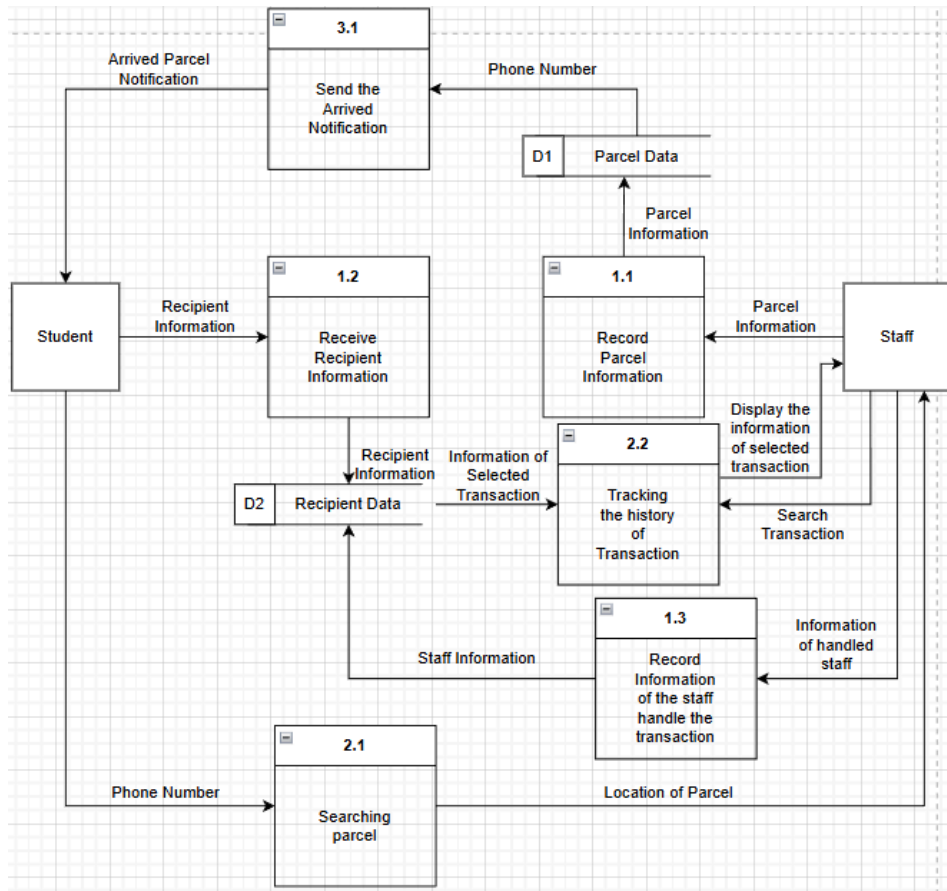 3.1
Send the
Arrived
Notification
Arrived Parcel
Notification
Phone Number
D1
Parcel Data
Parcel
Information
Student
Recipient
Information
1.2
Receive
Recipient
Information
1.1
Record
Parcel
Information
Parcel
Information
Staff
Recipient
Information
D2
Recipient Data
Information of
Selected
Transaction
2.2
Tracking
the history
of
Transaction
Display the
information
of selected
transaction
Search
Transaction
1.3
Record
Information
of the staff
handle the
transaction
Information
of handled
staff
Staff Information
2.1
Searching
parcel
Phone Number
Location of Parcel